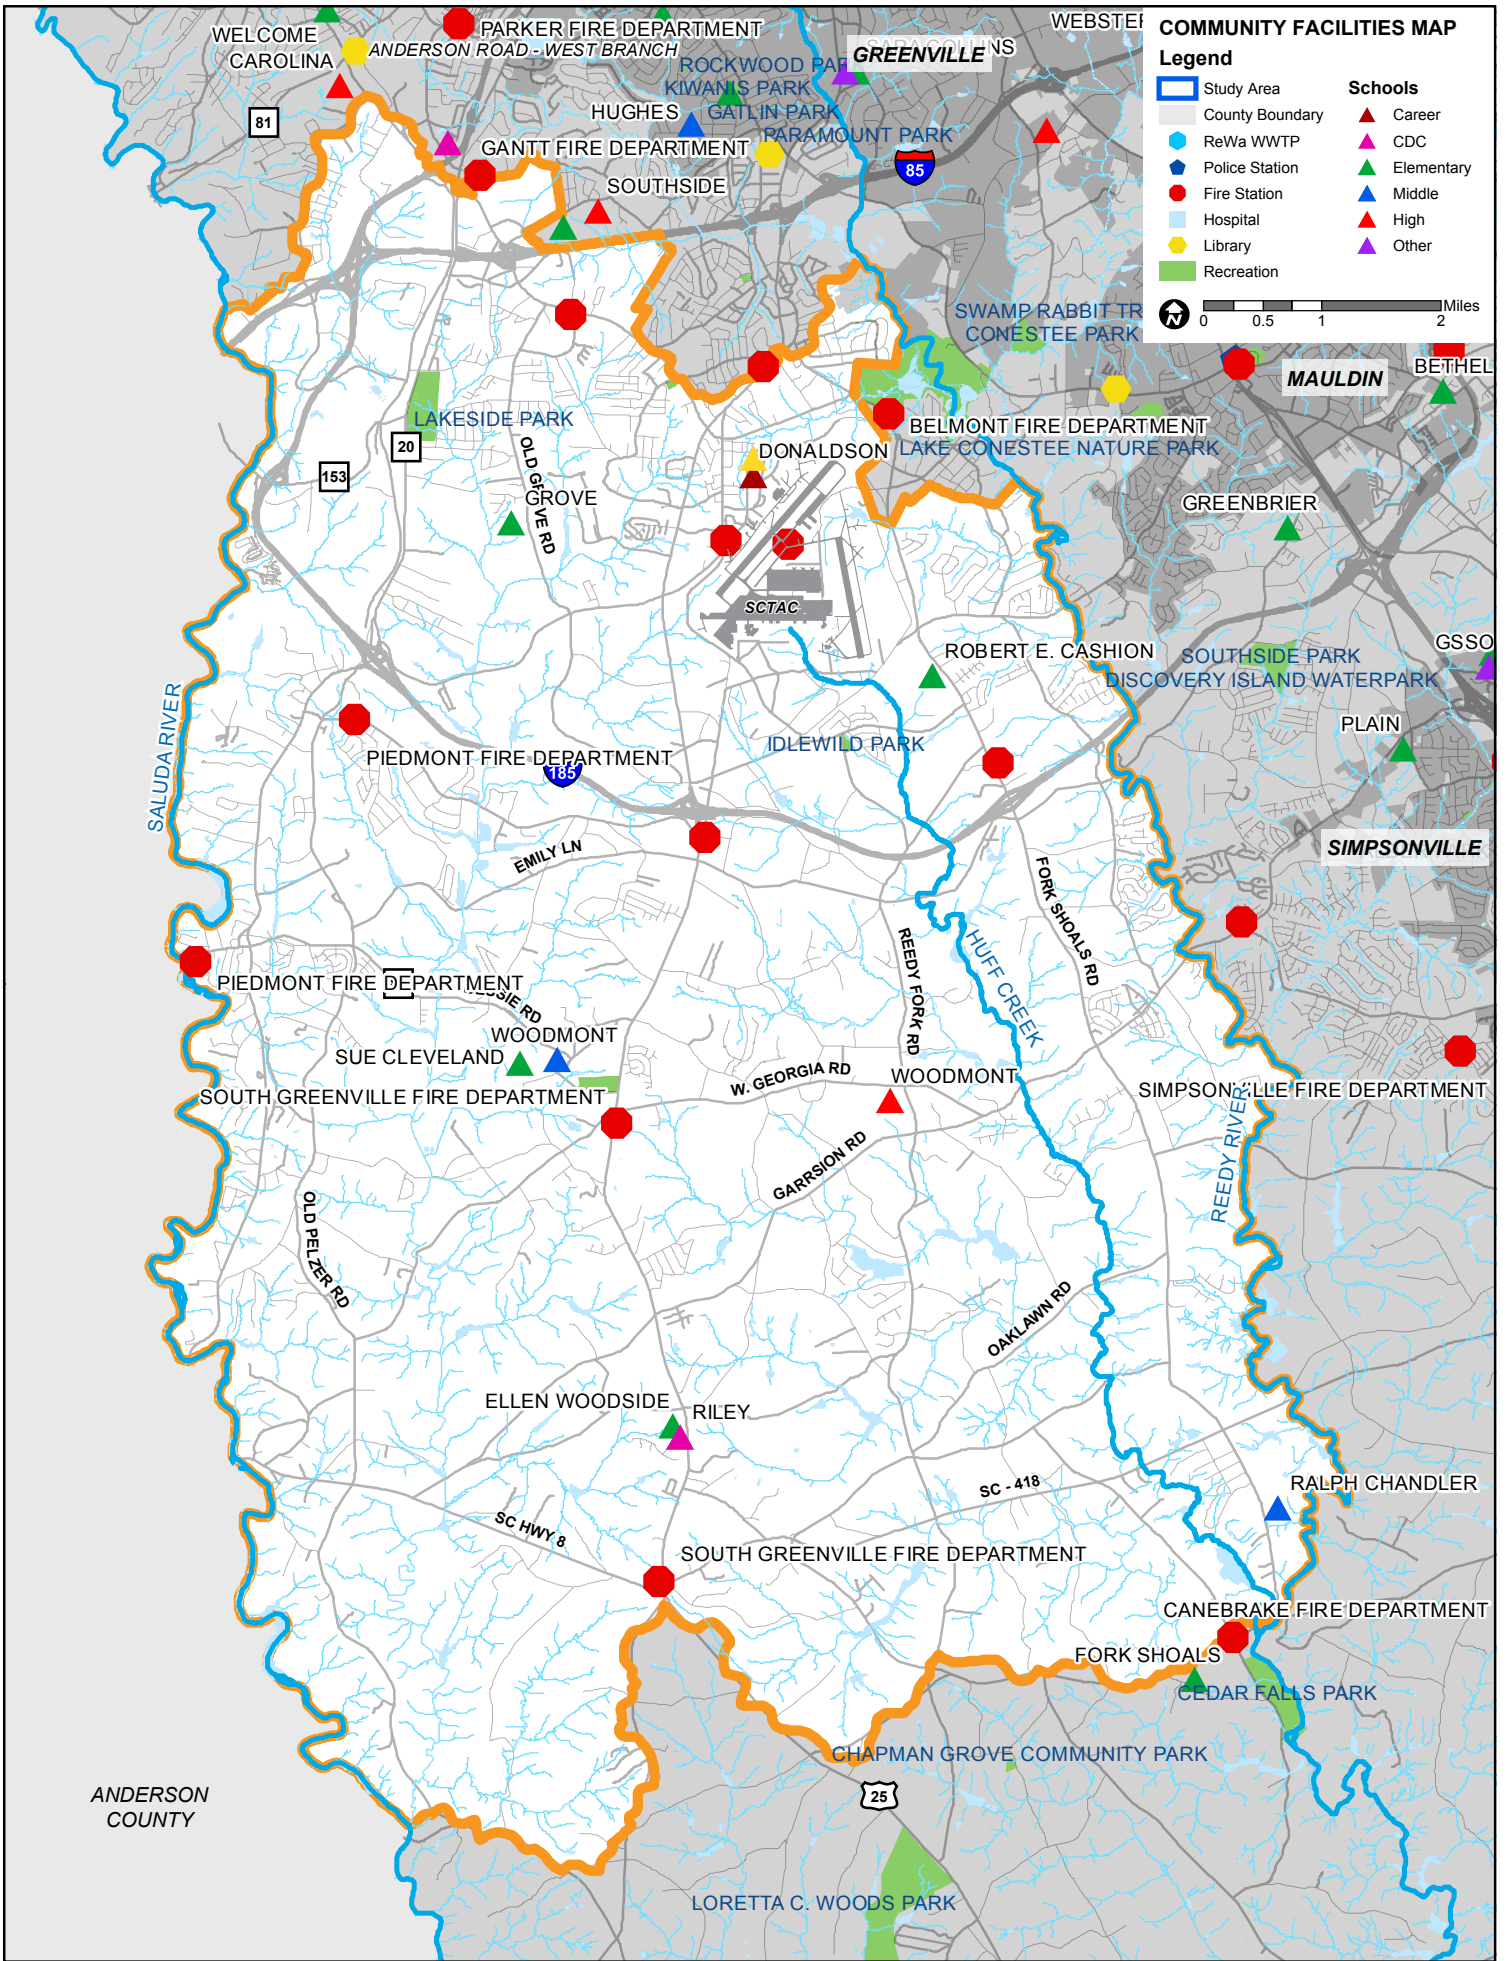 COMMUNITY FACILITIES MAP
Legend
Study Area
County Boundary
ReWa WWTP
Police Station
Fire Station
Hospital
Library
Recreation
Schools
Career
CDC
Elementary
Middle
High
Other
N
0 0.5 1 2 Miles
WELCOME
CAROLINA
PARKER FIRE DEPARTMENT
ANDERSON ROAD - WEST BRANCH
GREENVILLE
KIWANIS PARK
HUGHES
GATLIN PARK
PARAMOUNT PARK
81
GANTT FIRE DEPARTMENT
85
SOUTHSIDE
SWAMP RABBIT TR
CONESTEE PARK
MAULDIN
BETHEL
LAKESIDE PARK
20
153
OLD GROVE RD
GROVE
DONALDSON
BELMONT FIRE DEPARTMENT
LAKE CONESTEE NATURE PARK
GREENBRIER
SCTAC
ROBERT E. CASHION
SOUTHSIDE PARK
DISCOVERY ISLAND WATERPARK
GSSO
PLAIN
IDLEWILD PARK
SALUDA RIVER
PIEDMONT FIRE DEPARTMENT
185
SIMPSONVILLE
EMILY LN
FORK SHOALS RD
REEDY FORK RD
HUFF CREEK
PIEDMONT FIRE DEPARTMENT
WOODMONT
SUE CLEVELAND
SOUTH GREENVILLE FIRE DEPARTMENT
W. GEORGIA RD
WOODMONT
SIMPSONVILLE FIRE DEPARTMENT
GARRSION RD
REEDY RIVER
OLD PELZER RD
OAKLAWN RD
ELLEN WOODSIDE
RILEY
SC - 418
RALPH CHANDLER
SC HWY 8
SOUTH GREENVILLE FIRE DEPARTMENT
CANEBRAKE FIRE DEPARTMENT
FORK SHOALS
CEDAR FALLS PARK
CHAPMAN GROVE COMMUNITY PARK
25
ANDERSON
COUNTY
LORETTA C. WOODS PARK